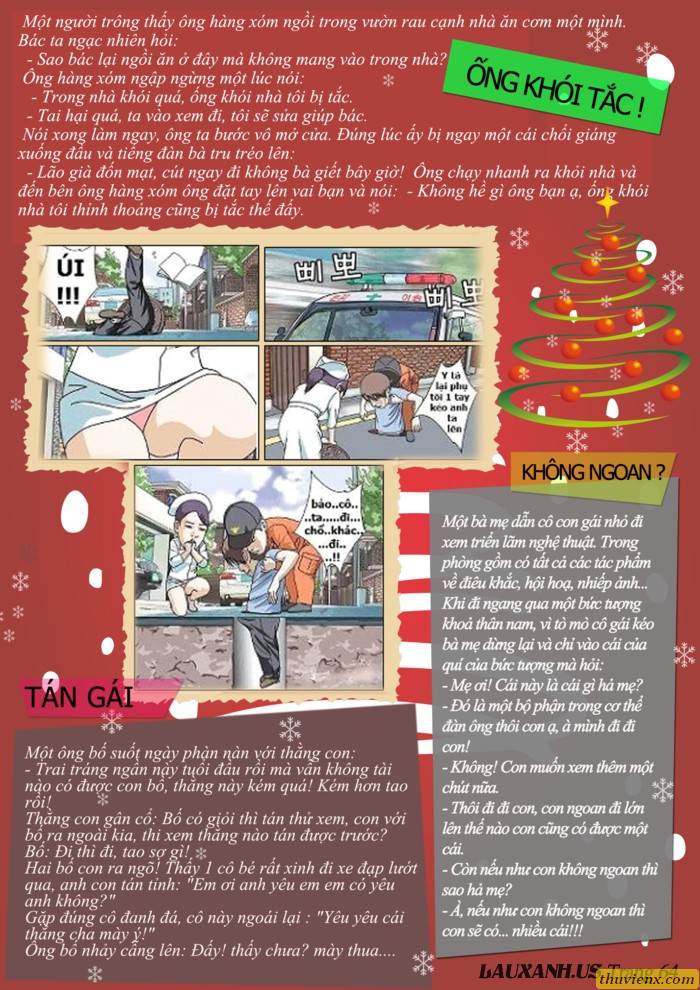 Một người trông thấy ông hàng xóm ngồi trong vườn rau cạnh nhà ăn cơm một mình.
Bác ta ngạc nhiên hỏi:
- Sao bác lại ngồi ăn ở đây mà không mang vào trong nhà?
Ông hàng xóm ngập ngừng một lúc nói:
- Trong nhà khói quá, ống khói nhà tôi bị tắc.
- Tai hại quá, ta vào xem đi, tôi sẽ sửa giúp bác.
Nói xong làm ngay, ông ta bước vô mở cửa. Đúng lúc ấy bị ngay một cái chổi giáng
xuống đầu và tiếng đàn bà tru tréo lên:
- Lão già đốn mạt, cút ngay đi không bà giết bây giờ! Ông chạy nhanh ra khỏi nhà và
đến bên ông hàng xóm ông đặt tay lên vai bạn và nói: - Không hề gì ông bạn ạ, ống khói
nhà tôi thỉnh thoảng cũng bị tắc thế đấy.
ỐNG KHÓI TẮC !
ÚI
!!!
삐 뽀
삐
뽀
Y tá
lại phụ
tôi 1 tay
kéo anh
ta
lên
bảo..cô..
..ta.....đi...
chỗ..khác..
..đi..
..!!
KHÔNG NGOAN ?
Một bà mẹ dẫn cô con gái nhỏ đi
xem triển lãm nghệ thuật. Trong
phòng gồm có tất cả các tác phẩm
về điêu khắc, hội hoạ, nhiếp ảnh...
Khi đi ngang qua một bức tượng
khoả thân nam, vì tò mò cô gái kéo
bà mẹ dừng lại và chỉ vào cái của
quí của bức tượng mà hỏi:
- Mẹ ơi! Cái này là cái gì hả mẹ?
- Đó là một bộ phận trong cơ thể
đàn ông thôi con ạ, à mình đi đi
con!
- Không! Con muốn xem thêm một
chút nữa.
- Thôi đi đi con, con ngoan đi lớn
lên thế nào con cũng có được một
cái.
- Còn nếu như con không ngoan thì
sao hả mẹ?
- À, nếu như con không ngoan thì
con sẽ có... nhiều cái!!!
TÁN GÁI
Một ông bố suốt ngày phàn nàn với thằng con:
- Trai tráng ngần này tuổi đầu rồi mà vẫn không tài
nào có được con bồ, thằng này kém quá! Kém hơn tao
rồi!
Thằng con gân cổ: Bố có giỏi thì tán thử xem, con với
bố ra ngoài kia, thi xem thằng nào tán được trước?
Bố: Đi thì đi, tao sợ gì!
Hai bố con ra ngõ! Thấy 1 cô bé rất xinh đi xe đạp lướt
qua, anh con tán tỉnh: "Em ơi anh yêu em em có yêu
anh không?"
Gặp đúng cô đanh đá, cô này ngoái lại : "Yêu yêu cái
thằng cha mày ý!"
Ông bố nhảy cẫng lên: Đấy! thấy chưa? mày thua....
LAUXANH.US Trang 64
thuvienx.com